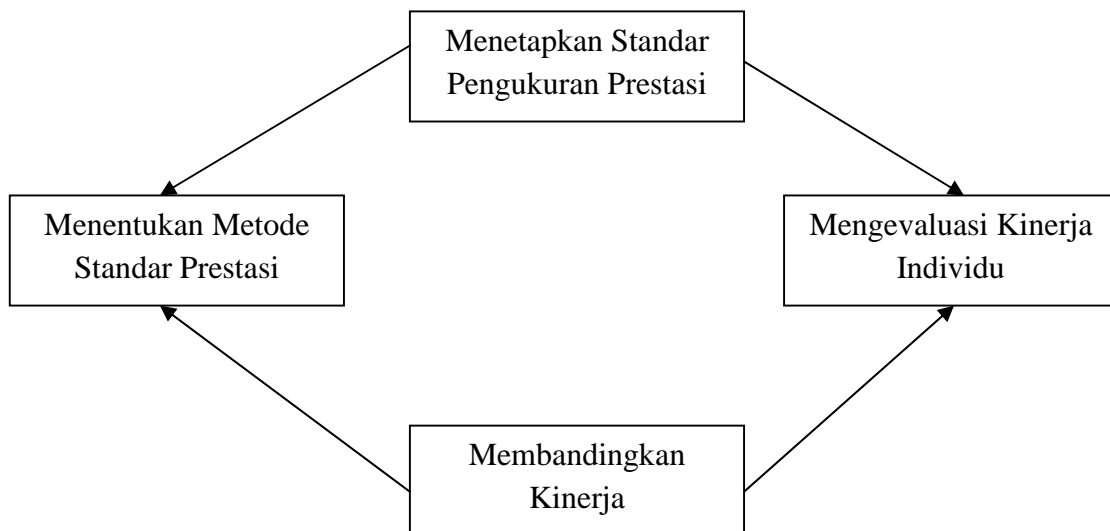 Menetapkan Standar
Pengukuran Prestasi
Menentukan Metode
Standar Prestasi
Mengevaluasi Kinerja
Individu
Membandingkan
Kinerja